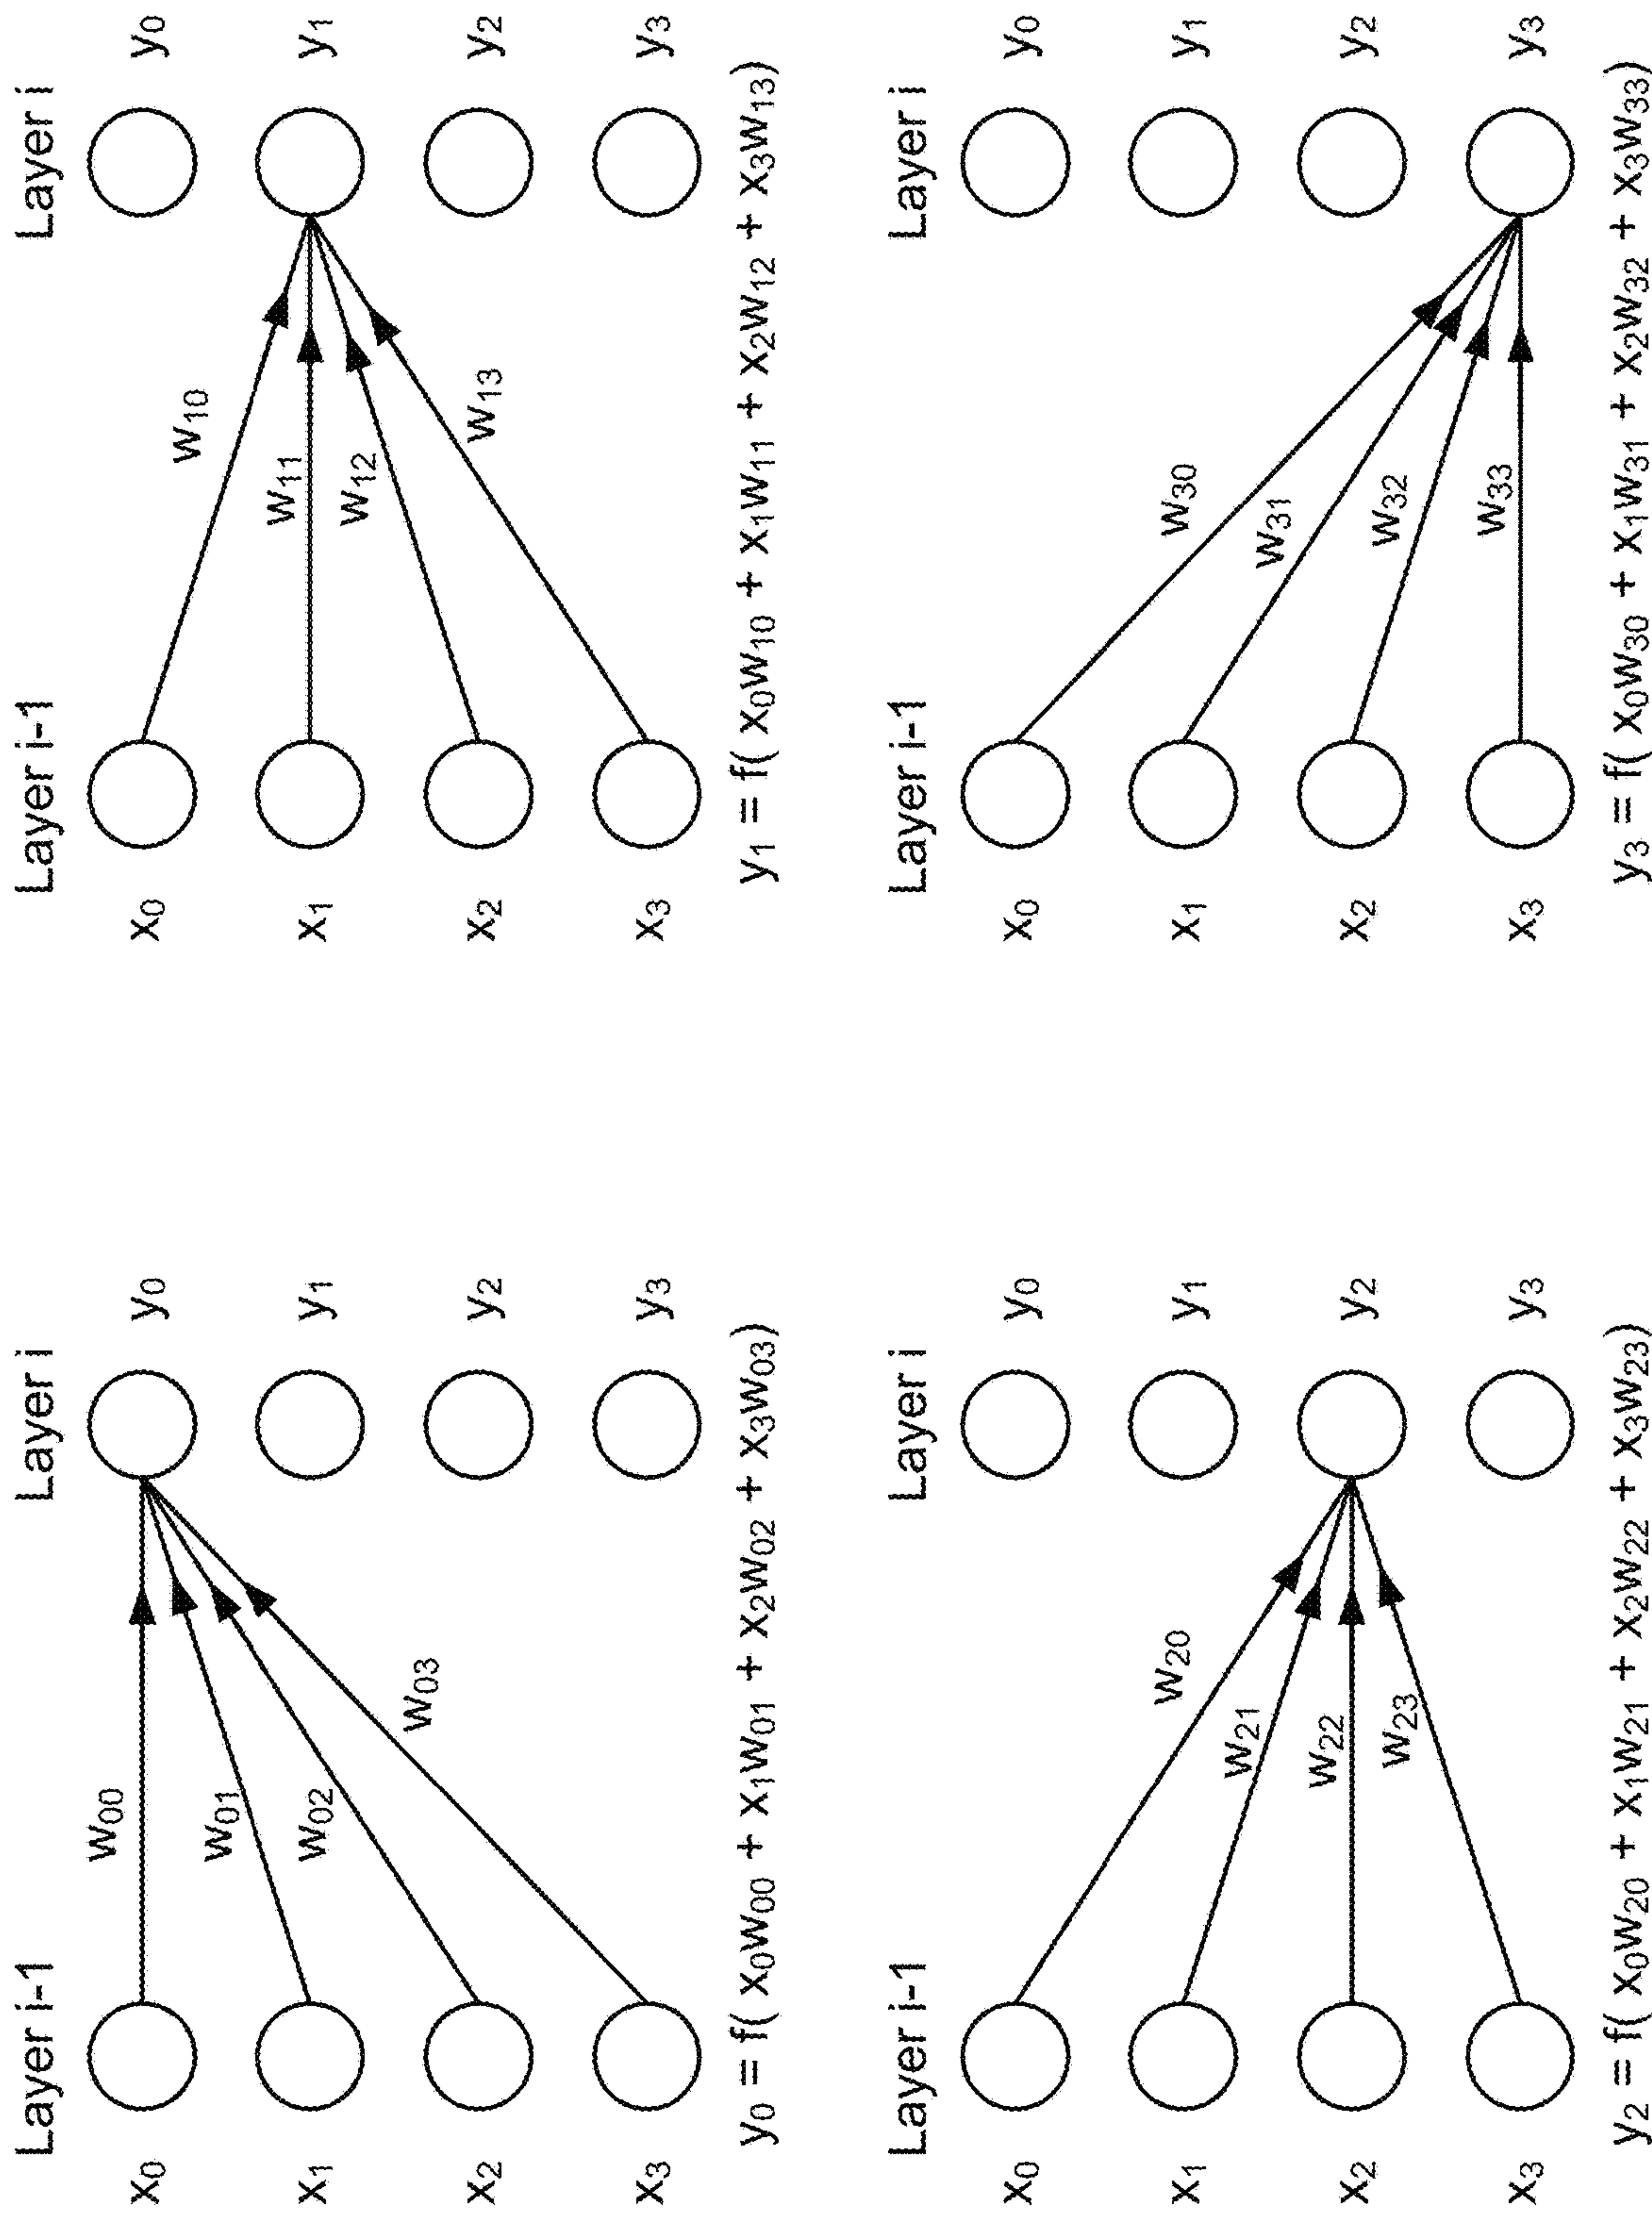 Layer i-1 Layer i
x0 w00 y0
x1 w01 y1
x2 w02 y2
x3 w03 y3
y0 = f( x0w00 + x1w01 + x2w02 + x3w03)
Layer i-1 Layer i
x0 w10 y0
x1 w11 y1
x2 w12 y2
x3 w13 y3
y1 = f( x0w10 + x1w11 + x2w12 + x3w13)
Layer i-1 Layer i
x0 w20 y0
x1 w21 y1
x2 w22 y2
x3 w23 y3
y2 = f( x0w20 + x1w21 + x2w22 + x3w23)
Layer i-1 Layer i
x0 w30 y0
x1 w31 y1
x2 w32 y2
x3 w33 y3
y3 = f( x0w30 + x1w31 + x2w32 + x3w33)